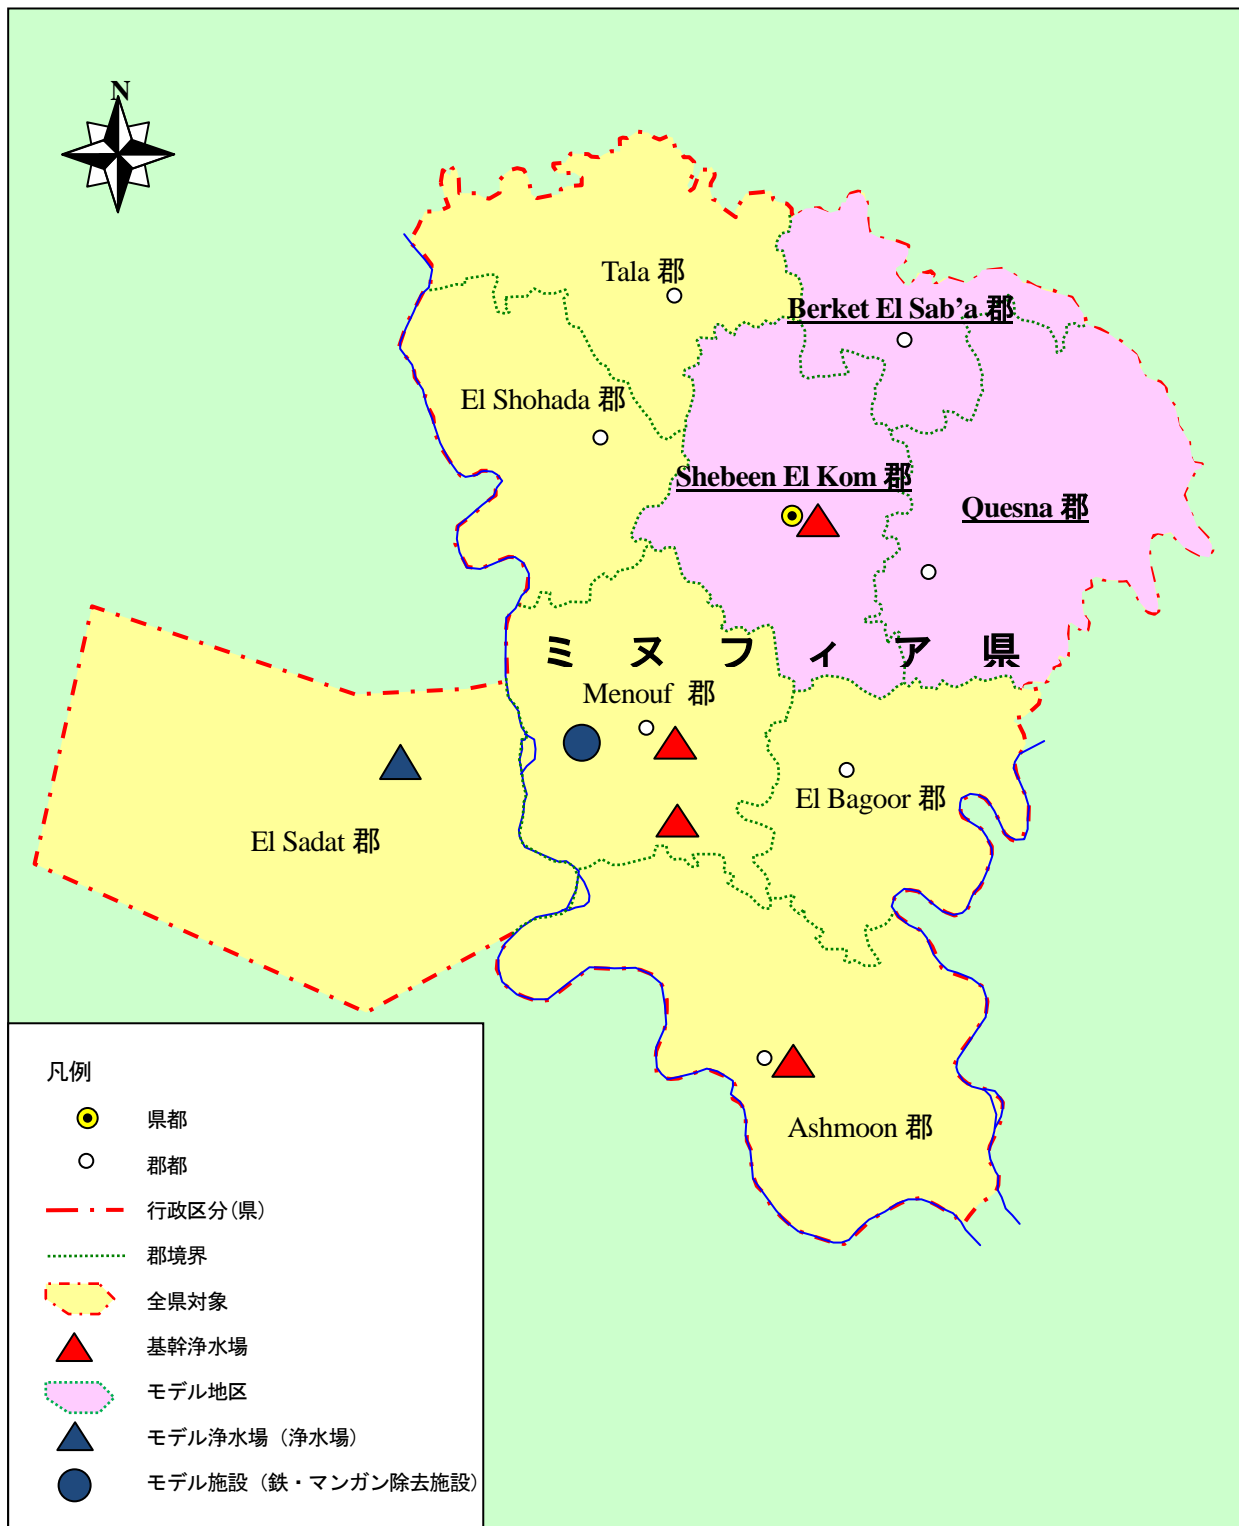 N
Tala 郡
Berket El Sab’a 郡
El Shohada 郡
Shebeen El Kom 郡
Quesna 郡
ミヌフィア県
Menouf 郡
El Bagoor 郡
El Sadat 郡
Ashmoon 郡
凡例
県都
郡都
行政区分(県)
郡境界
全県対象
基幹浄水場
モデル地区
モデル浄水場（浄水場）
モデル施設（鉄・マンガン除去施設）